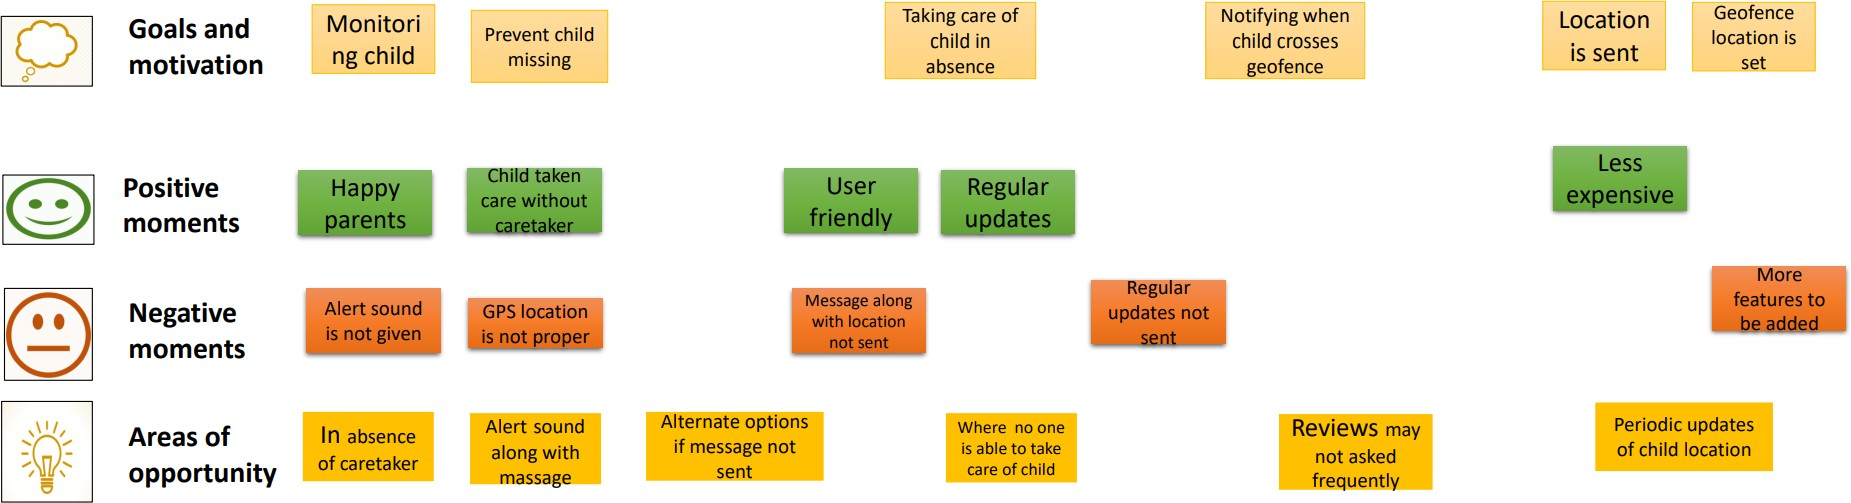 Goals and
motivation
Monitori
ng child
Prevent child
missing
Taking care of
child in
absence
Notifying when
child crosses
geofence
Location
is sent
Geofence
location is
set
Positive
moments
Happy
parents
Child taken
care without
caretaker
User
friendly
Regular
updates
Less
expensive
Negative
moments
Alert sound
is not given
GPS location
is not proper
Message along
with location
not sent
Regular
updates not
sent
More
features to
be added
Areas of
opportunity
In absence
of caretaker
Alert sound
along with
massage
Alternate options
if message not
sent
Where no one
is able to take
care of child
Reviews may
not asked
frequently
Periodic updates
of child location